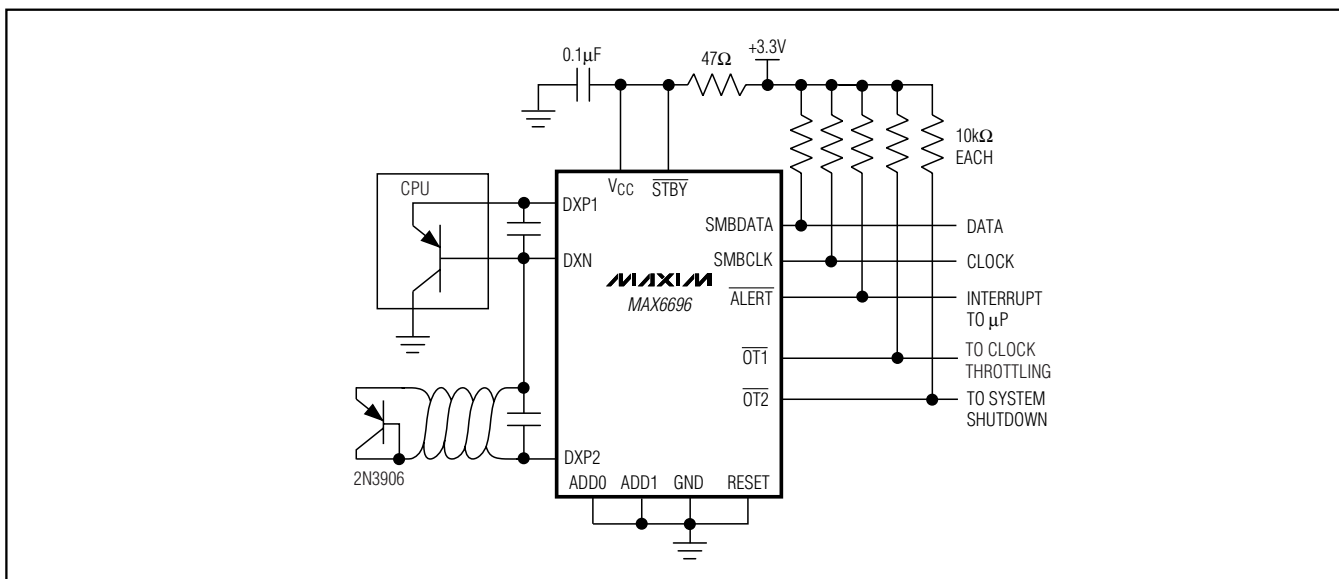 0.1μF
47Ω
+3.3V
10kΩ
EACH
CPU
VCC
STBY
DXP1
DXN
DXP2
SMBDATA
SMBCLK
ALERT
OT1
OT2
MAXIM
MAX6696
DATA
CLOCK
INTERRUPT
TO μP
TO CLOCK
THROTTLING
TO SYSTEM
SHUTDOWN
2N3906
ADD0
ADD1
GND
RESET